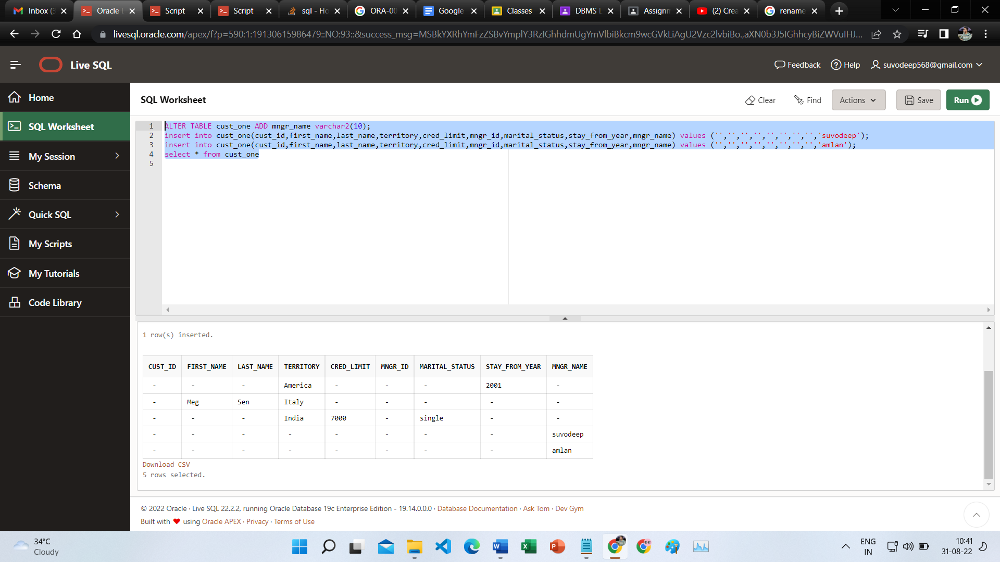 Inbox (3
Oracle
Script
Script
sql - Ho
ORA-00
Google
Classes
DBMS L
Assignn
(2) Crea
rename
livesql.oracle.com/apex/f?p=590:1:19130615986479::NO:93::&success_msg=
Live SQL
Feedback
Help
suvodeep568@gmail.com
Home
SQL Worksheet
My Session
Schema
Quick SQL
My Scripts
My Tutorials
Code Library
SQL Worksheet
Clear
Find
Actions
Save
Run
1 ALTER TABLE cust_one ADD mngr_name varchar2(10);
2 insert into cust_one(cust_id,first_name,last_name,territory,cred_limit,mngr_id,marital_status,stay_from_year,mngr_name) values ('','','','','','','','','suvodeep');
3 insert into cust_one(cust_id,first_name,last_name,territory,cred_limit,mngr_id,marital_status,stay_from_year,mngr_name) values ('','','','','','','','','amlan');
4 select * from cust_one
5
1 row(s) inserted.
CUST_ID FIRST_NAME LAST_NAME TERRITORY CRED_LIMIT MNGR_ID MARITAL_STATUS STAY_FROM_YEAR MNGR_NAME
- - - America - - - 2001 -
- Meg Sen Italy - - - - -
- - - India 7000 - single - -
- - - - - - - - suvodeep
- - - - - - - - amlan
Download CSV
5 rows selected.
© 2022 Oracle · Live SQL 22.2.2, running Oracle Database 19c Enterprise Edition - 19.14.0.0.0 · Database Documentation · Ask Tom · Dev Gym
Built with ❤ using Oracle APEX · Privacy · Terms of Use
34°C
Cloudy
ENG
IN
10:41
31-08-22